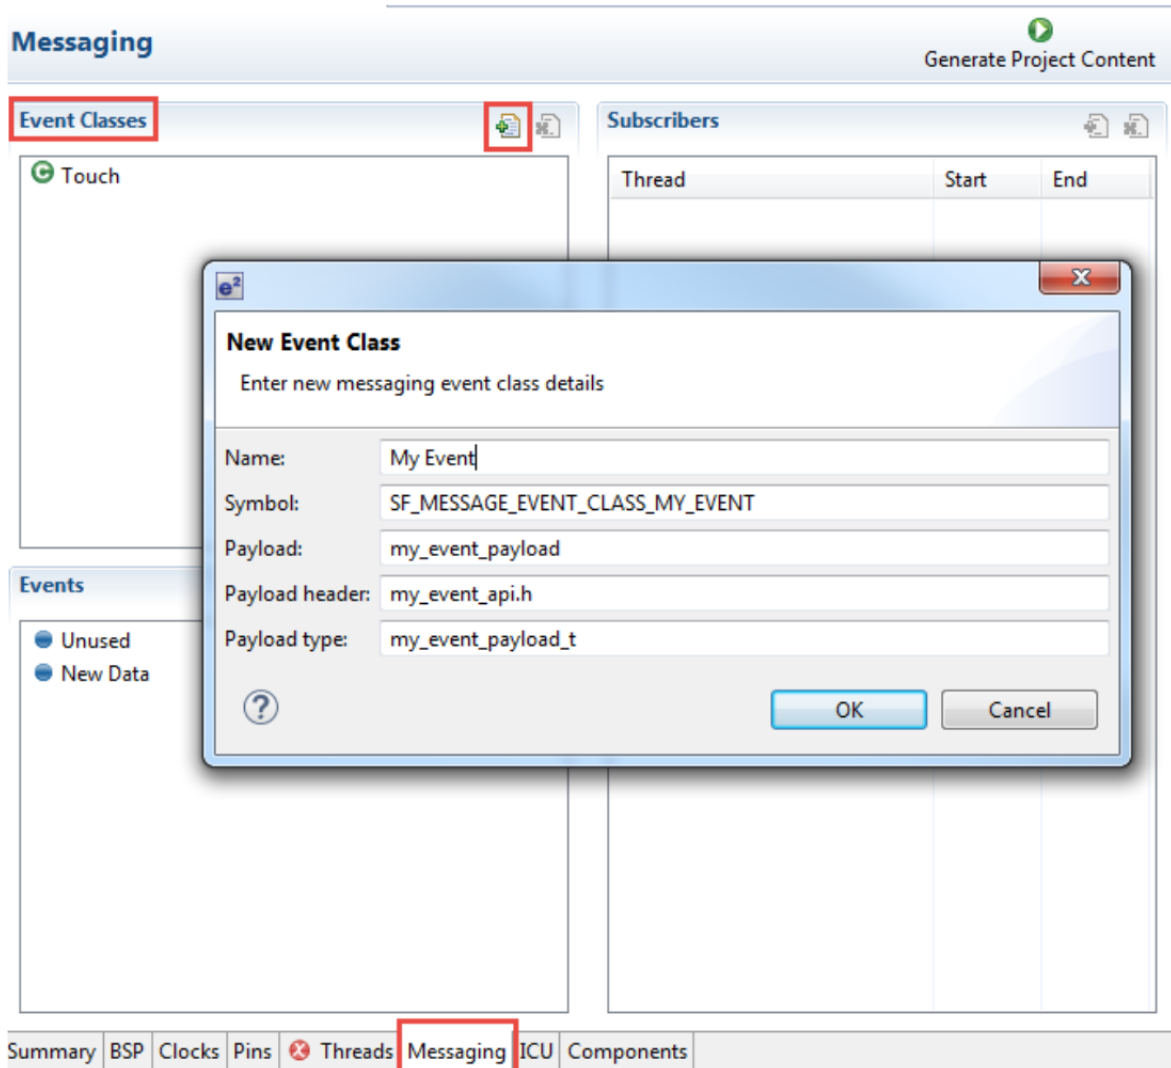 Messaging
Generate Project Content
Event Classes
Subscribers
Touch
Thread Start End
e²
New Event Class
Enter new messaging event class details
Name: My Event
Symbol: SF_MESSAGE_EVENT_CLASS_MY_EVENT
Payload: my_event_payload
Payload header: my_event_api.h
Payload type: my_event_payload_t
OK Cancel
Events
Unused
New Data
Summary BSP Clocks Pins Threads Messaging ICU Components